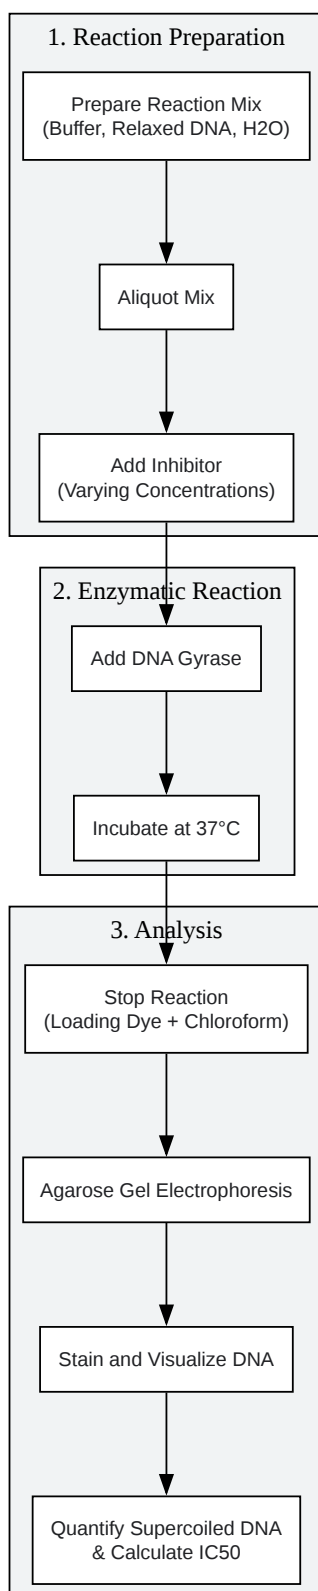 1. Reaction Preparation
Prepare Reaction Mix
(Buffer, Relaxed DNA, H2O)
Aliquot Mix
Add Inhibitor
(Varying Concentrations)
2. Enzymatic Reaction
Add DNA Gyrase
Incubate at 37°C
3. Analysis
Stop Reaction
(Loading Dye + Chloroform)
Agarose Gel Electrophoresis
Stain and Visualize DNA
Quantify Supercoiled DNA
& Calculate IC50